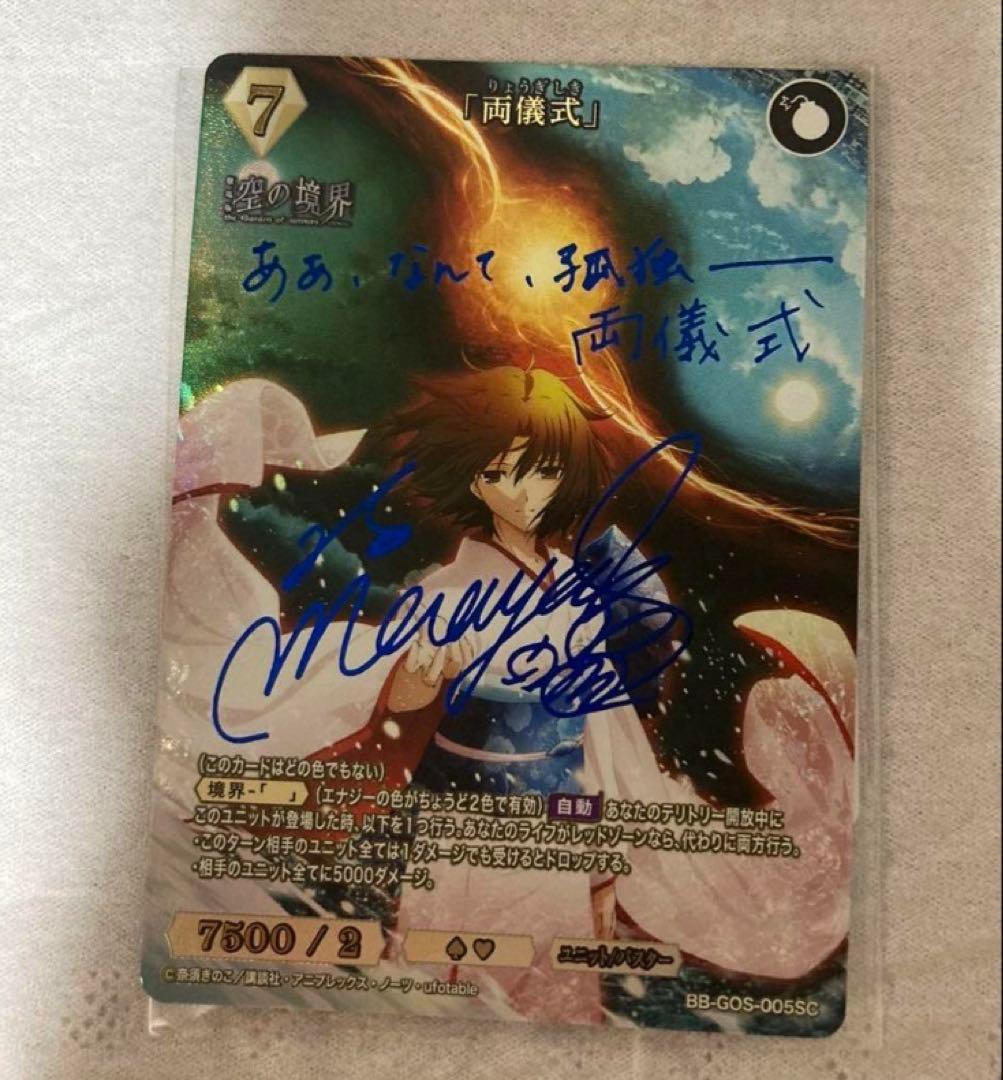 7
りょうぎしき
「両儀式」
劇場版 空の境界
the Garden of sinners
ああ、なんて、孤独——
両儀式
(このカードはどの色でもない)
境界-「　」 (エナジーの色がちょうど2色で有効) 自動 あなたのテリトリー開放中に
このユニットが登場した時、以下を1つ行う。あなたのライフがレッドゾーンなら、代わりに両方行う。
・このターン相手のユニット全ては1ダメージでも受けるとドロップする。
・相手のユニット全てに5000ダメージ。
7500 / 2 ♠♥ ユニット/バスター
©奈須きのこ/講談社・アニプレックス・ノーツ・ufotable
BB-GOS-005SC